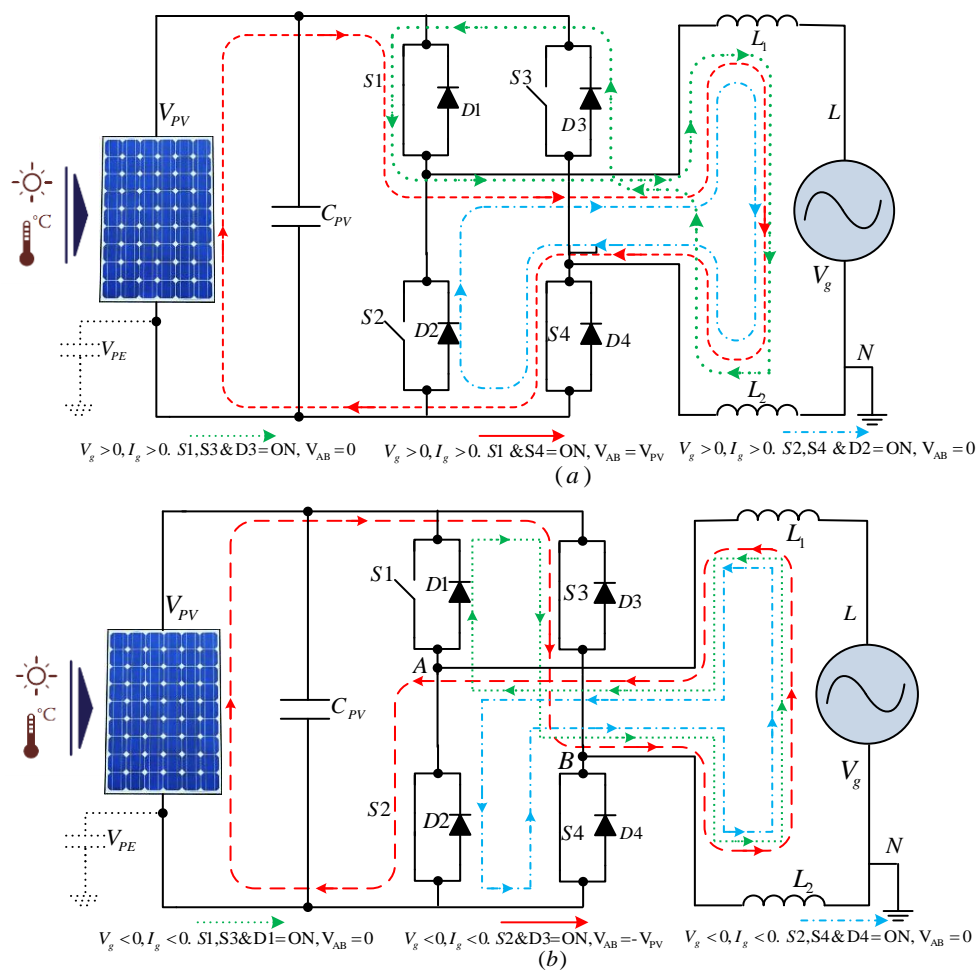 L₁
S1
S3
D1
D3
V_PV
L
°C
C_PV
V_g
S2
D2
S4
D4
V_PE
N
L₂
V_g >0, I_g >0. S1,S3&D3=ON, V_AB=0
V_g >0, I_g >0. S1 &S4=ON, V_AB=V_PV
V_g >0, I_g >0. S2,S4 &D2=ON, V_AB=0
(a)
L₁
S1
D1
S3
D3
V_PV
L
A
°C
C_PV
B
V_g
S2
D2
S4
D4
V_PE
N
L₂
V_g <0, I_g <0. S1,S3&D1=ON, V_AB=0
V_g <0, I_g <0. S2&D3=ON, V_AB=-V_PV
V_g <0, I_g <0. S2,S4&D4=ON, V_AB=0
(b)